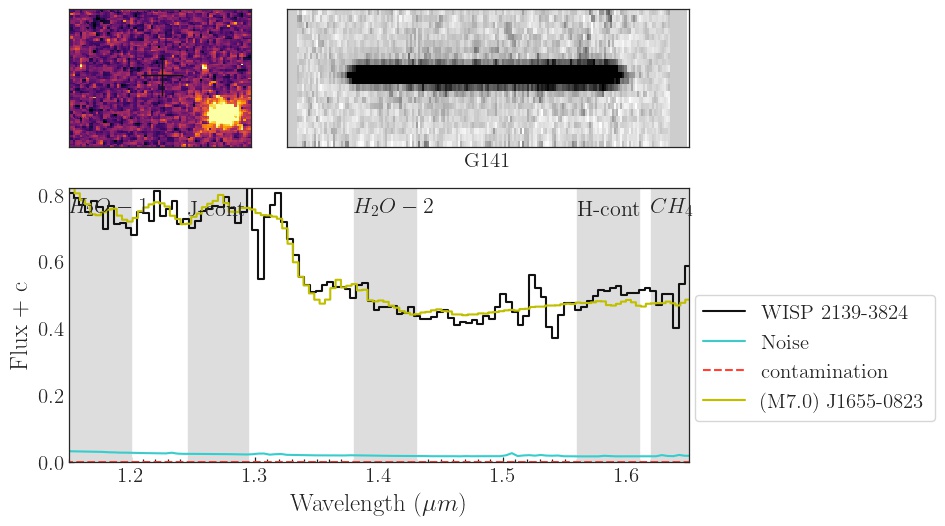 G141
H₂O − 1
J-cont
H₂O − 2
H-cont
CH₄
0.8
0.6
0.4
0.2
0.0
Flux + c
1.2
1.3
1.4
1.5
1.6
Wavelength (μm)
WISP 2139-3824
Noise
contamination
(M7.0) J1655-0823